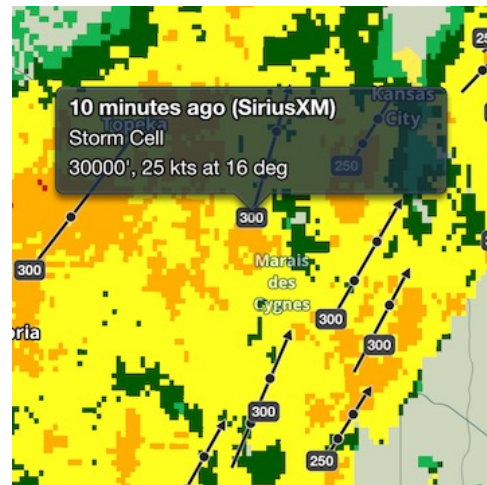 25
10 minutes ago (SiriusXM)
Kansas
City
Topeka
Storm Cell
250
30000', 25 kts at 16 deg
300
300
Marais
des
Cygnes
300
300
300
250